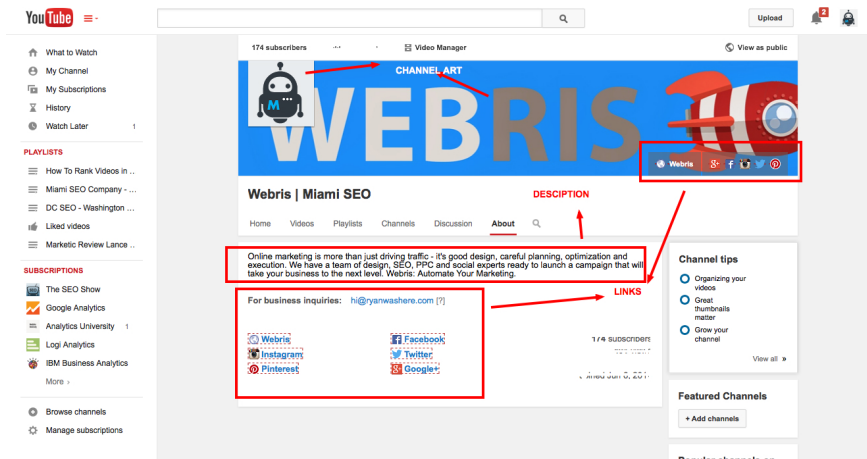 YouTube
Upload
2
What to Watch
My Channel
My Subscriptions
History
Watch Later 1
PLAYLISTS
How To Rank Videos in ..
Miami SEO Company - ...
DC SEO - Washington ...
Liked videos
Marketic Review Lance ..
SUBSCRIPTIONS
The SEO Show
Google Analytics
Analytics University 1
Logi Analytics
IBM Business Analytics
More ›
Browse channels
Manage subscriptions
174 subscribers
Video Manager
View as public
CHANNEL ART
M
WEBRIS
Webris
Webris | Miami SEO
DESCIPTION
Home Videos Playlists Channels Discussion About
Online marketing is more than just driving traffic - it's good design, careful planning, optimization and
execution. We have a team of design, SEO, PPC and social experts ready to launch a campaign that will
take your business to the next level. Webris: Automate Your Marketing.
LINKS
For business inquiries: hi@ryanwashere.com [?]
Webris Facebook
Instagram Twitter
Pinterest Google+
174 subscribers
Channel tips
Organizing your
videos
Great
thumbnails
matter
Grow your
channel
View all »
Featured Channels
+ Add channels